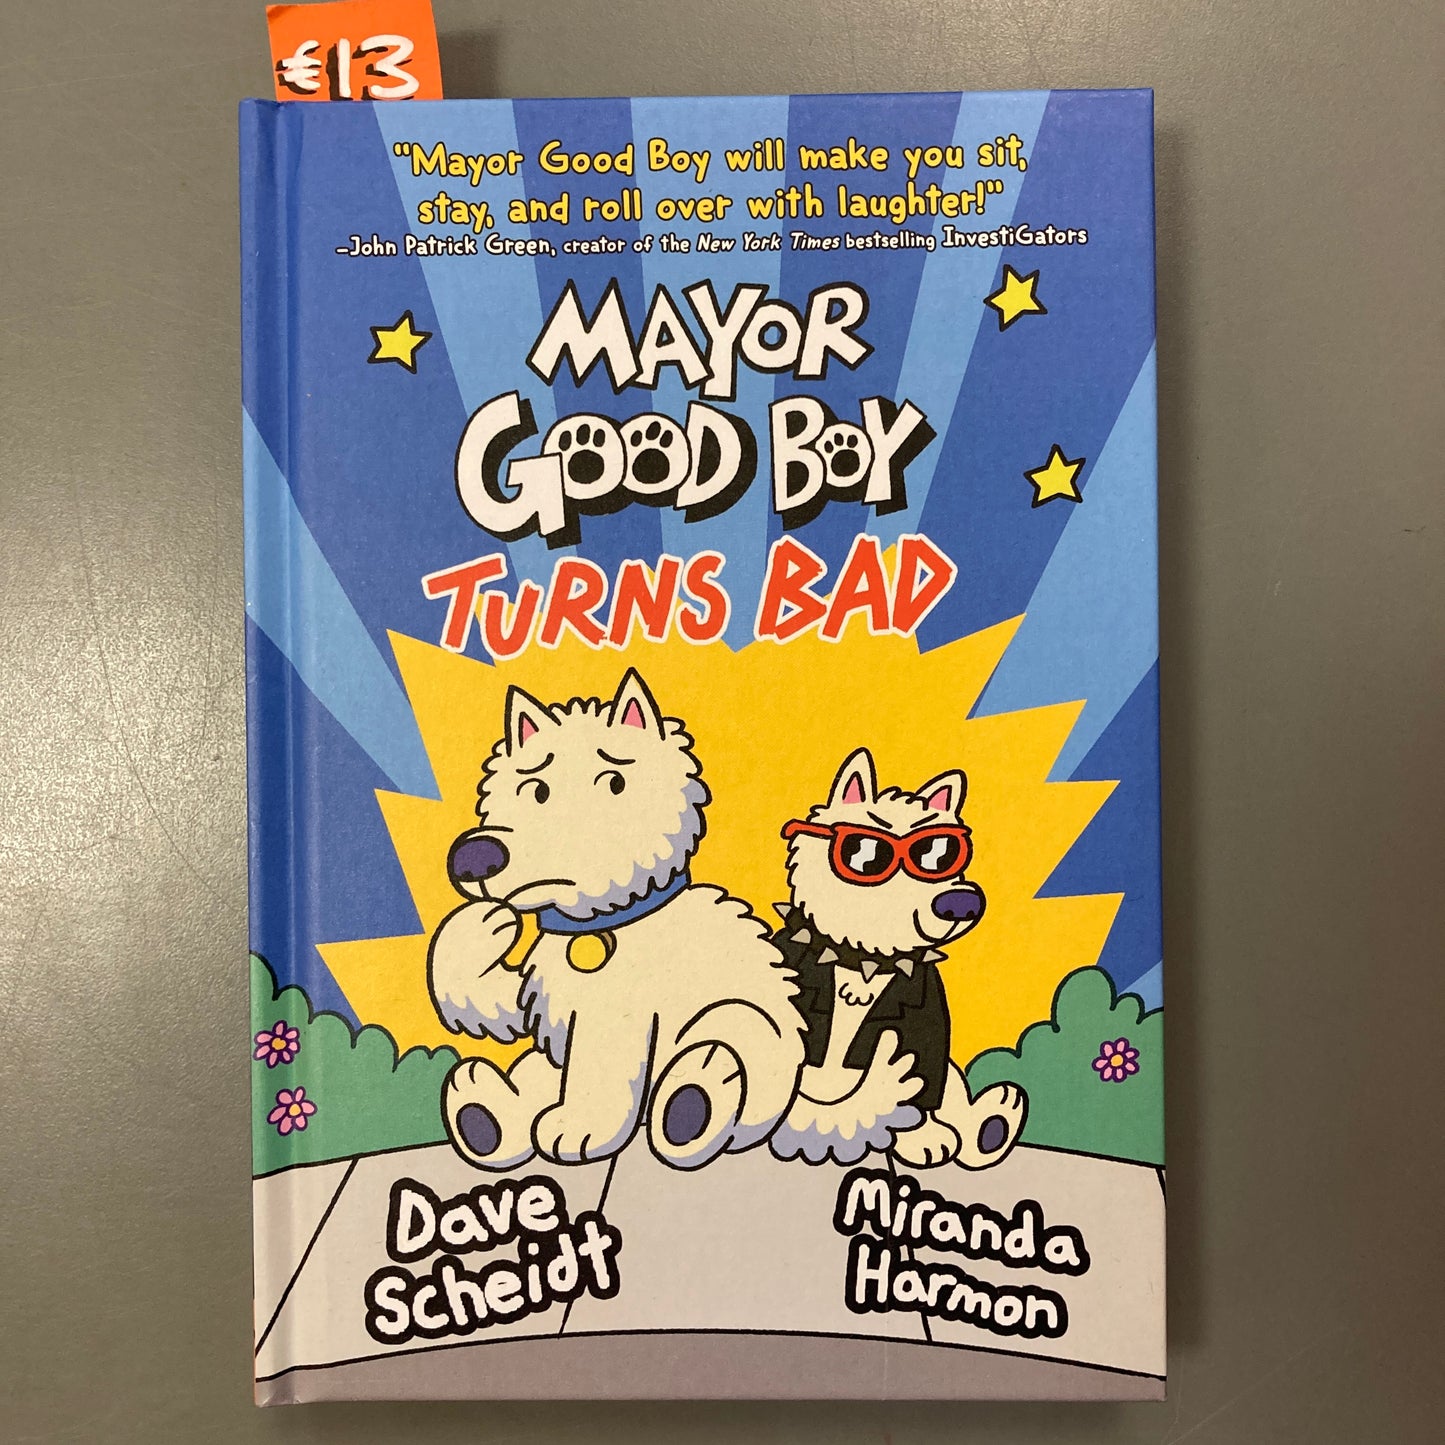 €13
"Mayor Good Boy will make you sit,
stay, and roll over with laughter!"
–John Patrick Green, creator of the New York Times bestselling InvestiGators
MAYOR
GOOD BOY
TURNS BAD
Dave
Scheidt
Miranda
Harmon